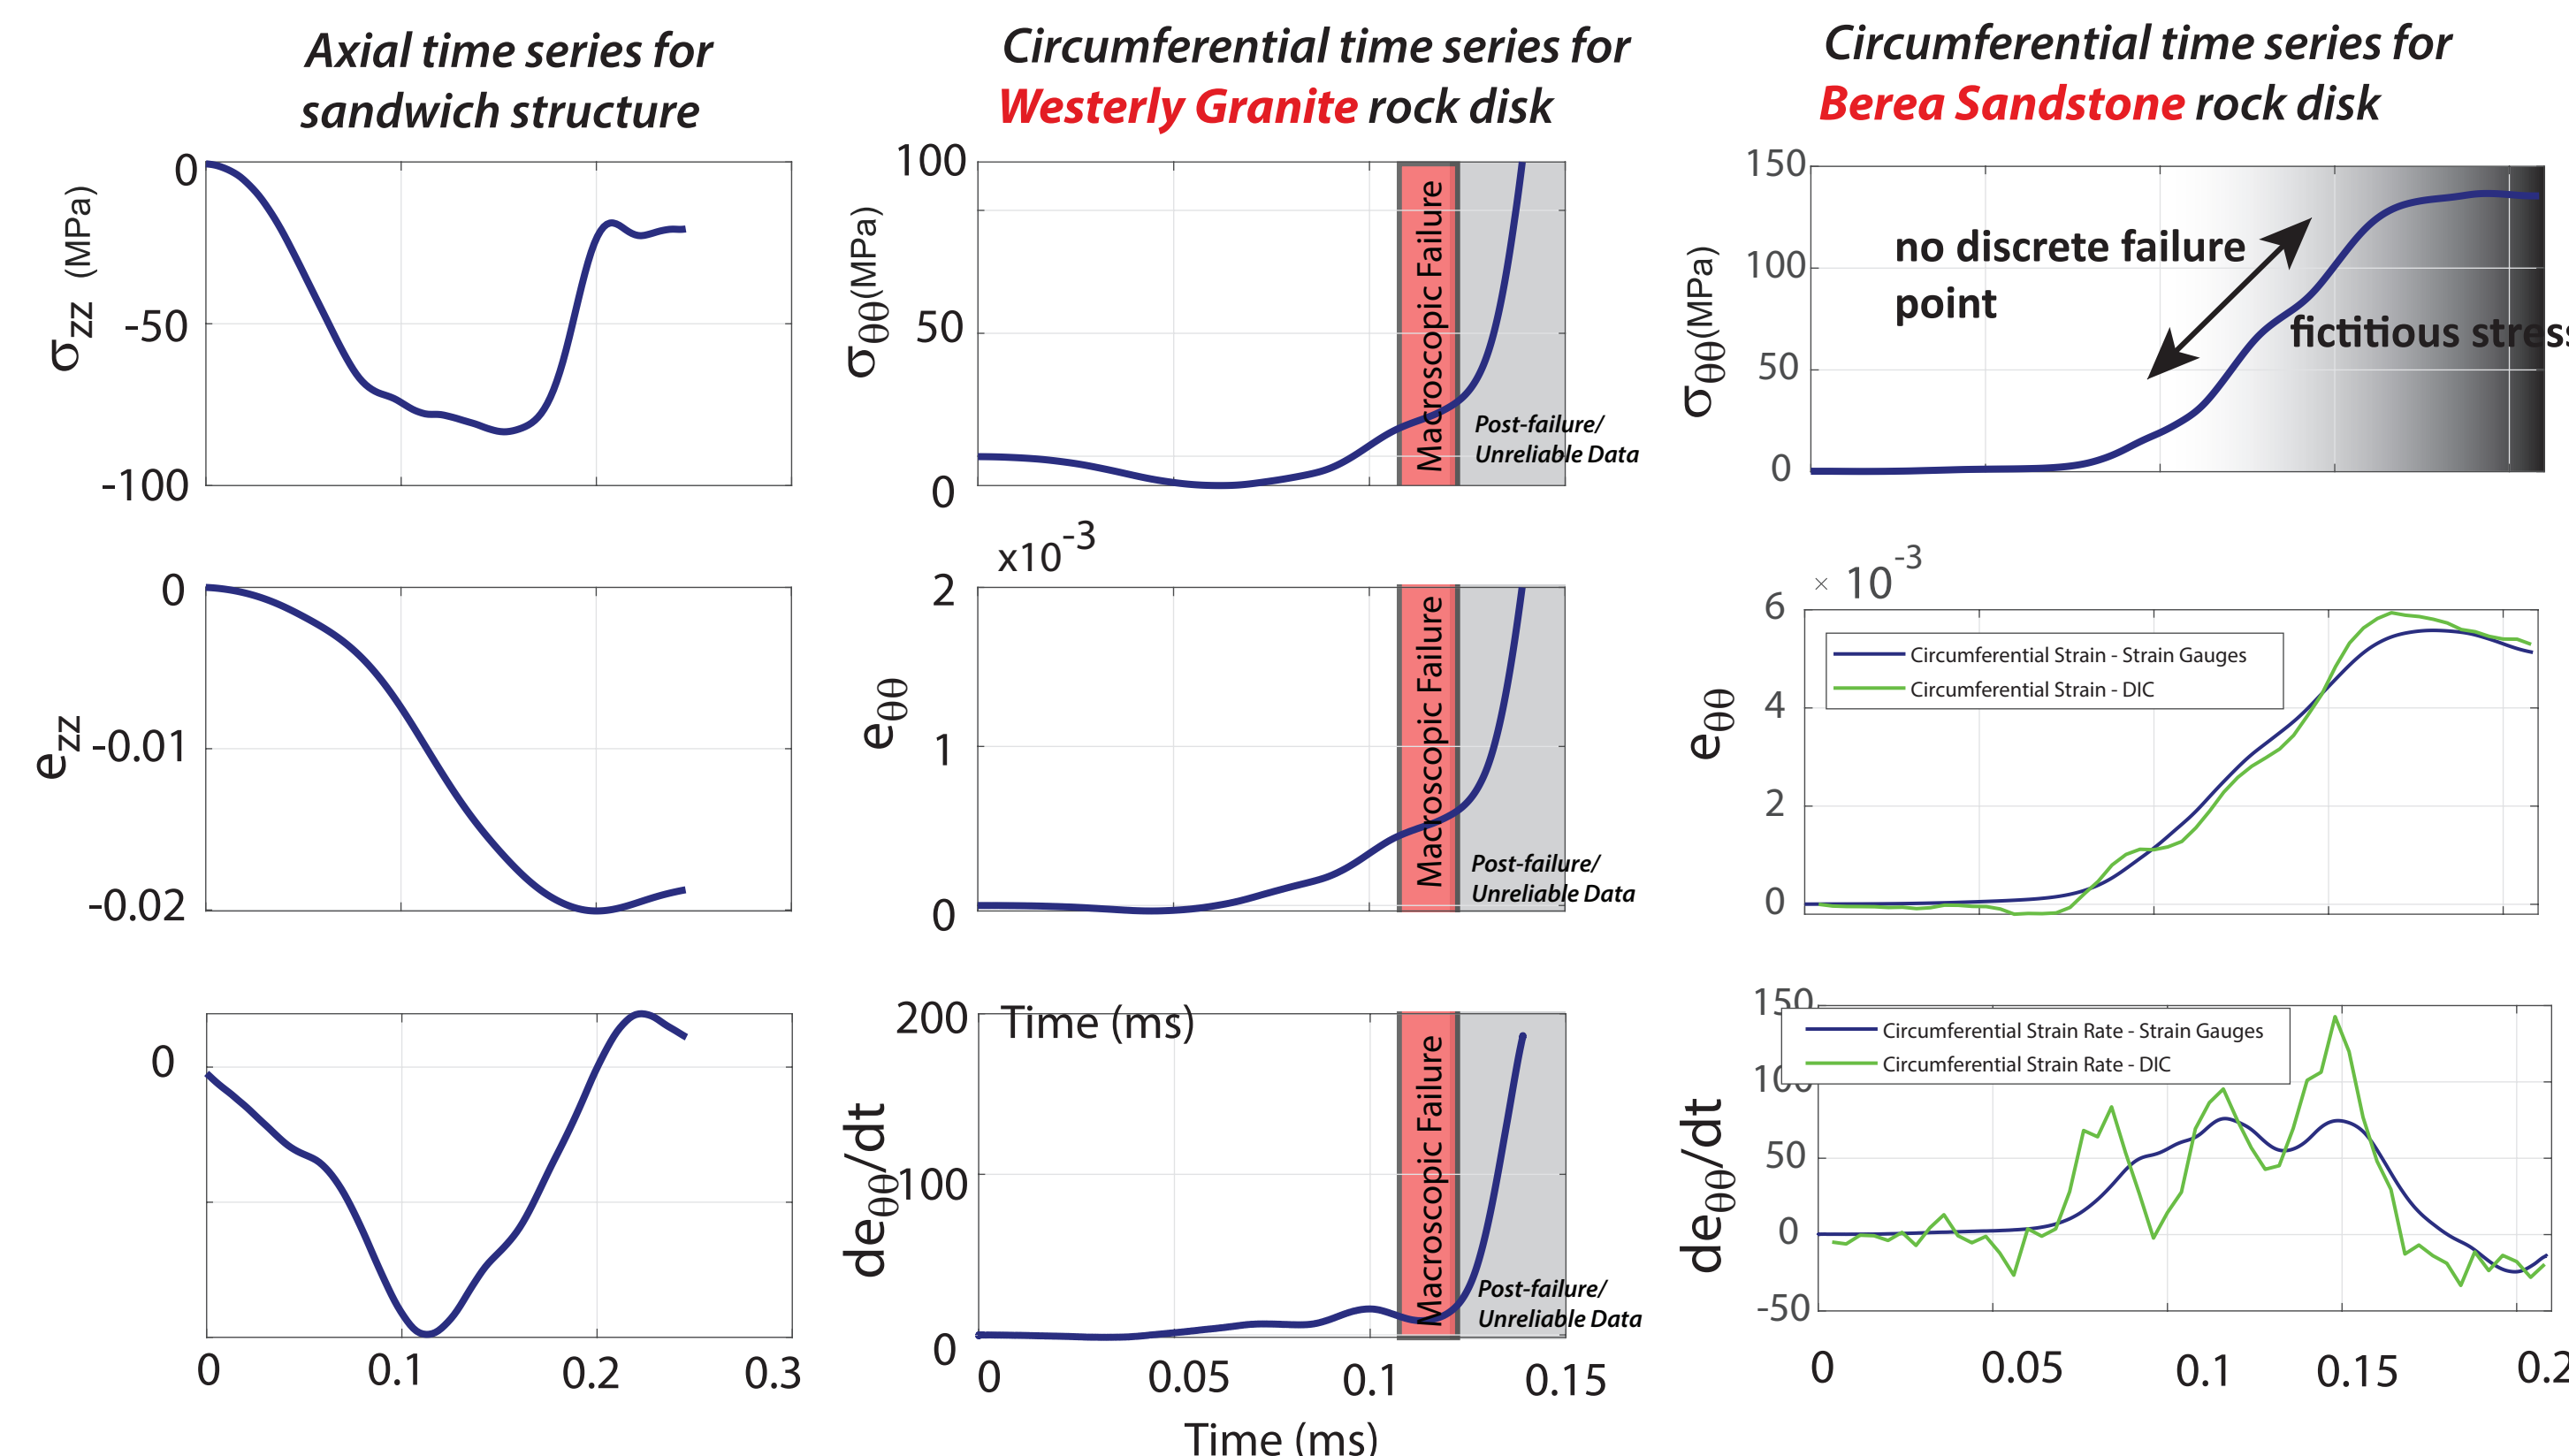 Axial time series for
sandwich structure
0
-50
-100
σzz (MPa)
0
-0.01
-0.02
ezz
0
0
0.1
0.2
0.3
Circumferential time series for
Westerly Granite rock disk
100
50
0
σθθ(MPa)
Macroscopic Failure
Post-failure/
Unreliable Data
x10-3
2
1
0
eθθ
Macroscopic Failure
Post-failure/
Unreliable Data
200
100
0
Time (ms)
deθθ/dt
Macroscopic Failure
Post-failure/
Unreliable Data
0
0.05
0.1
0.15
Time (ms)
Circumferential time series for
Berea Sandstone rock disk
150
100
50
0
σθθ(MPa)
no discrete failure
point
fictitious stress
× 10-3
6
4
2
0
eθθ
Circumferential Strain - Strain Gauges
Circumferential Strain - DIC
150
100
50
0
-50
deθθ/dt
Circumferential Strain Rate - Strain Gauges
Circumferential Strain Rate - DIC
0
0.05
0.1
0.15
0.2